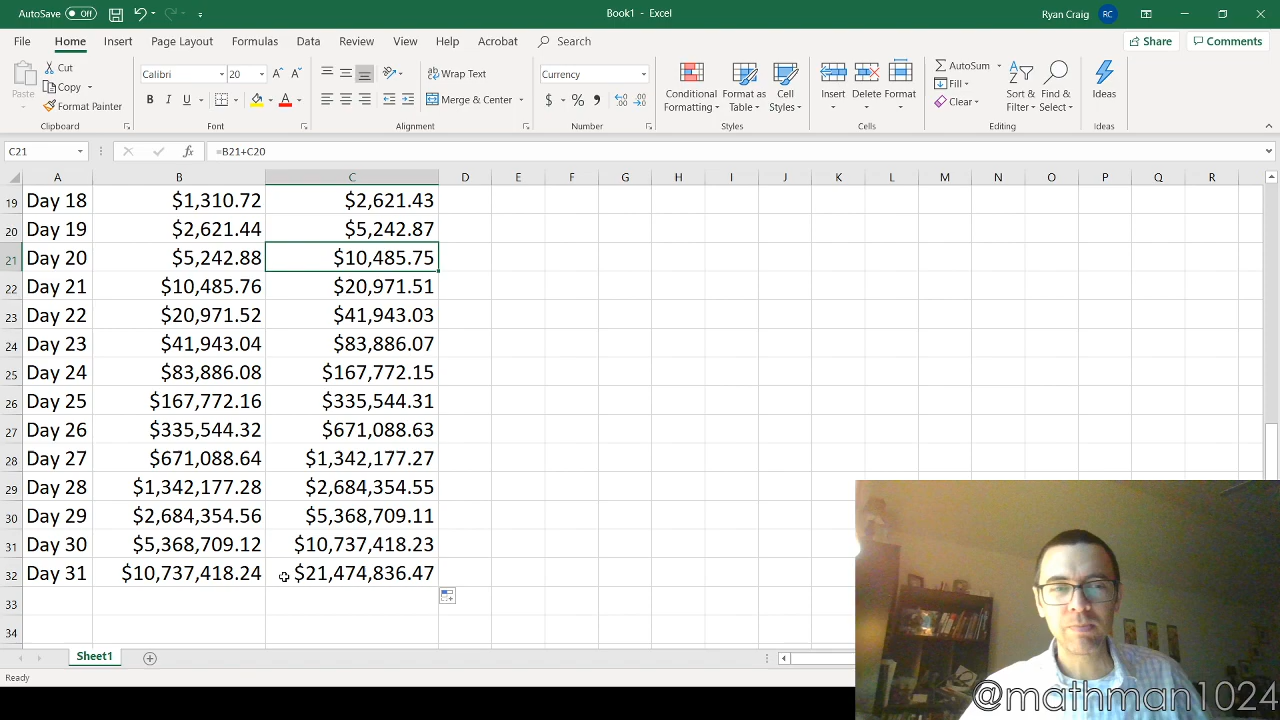 AutoSave Off Book1 - Excel Ryan Craig RC
File Home Insert Page Layout Formulas Data Review View Help Acrobat Search Share Comments
Paste Cut Copy Format Painter Clipboard
Calibri 20 A A B I U A Font
ab Wrap Text Merge & Center Alignment
Currency $ % , Number
Conditional Formatting Format as Table Cell Styles Styles
Insert Delete Format Cells
AutoSum Fill Clear Sort & Filter Find & Select Editing
Ideas Ideas
C21 fx =B21+C20
A B C D E F G H I J K L M N O P Q R
19 Day 18 $1,310.72 $2,621.43
20 Day 19 $2,621.44 $5,242.87
21 Day 20 $5,242.88 $10,485.75
22 Day 21 $10,485.76 $20,971.51
23 Day 22 $20,971.52 $41,943.03
24 Day 23 $41,943.04 $83,886.07
25 Day 24 $83,886.08 $167,772.15
26 Day 25 $167,772.16 $335,544.31
27 Day 26 $335,544.32 $671,088.63
28 Day 27 $671,088.64 $1,342,177.27
29 Day 28 $1,342,177.28 $2,684,354.55
30 Day 29 $2,684,354.56 $5,368,709.11
31 Day 30 $5,368,709.12 $10,737,418.23
32 Day 31 $10,737,418.24 $21,474,836.47
33
34
Sheet1
Ready
@mathman1024